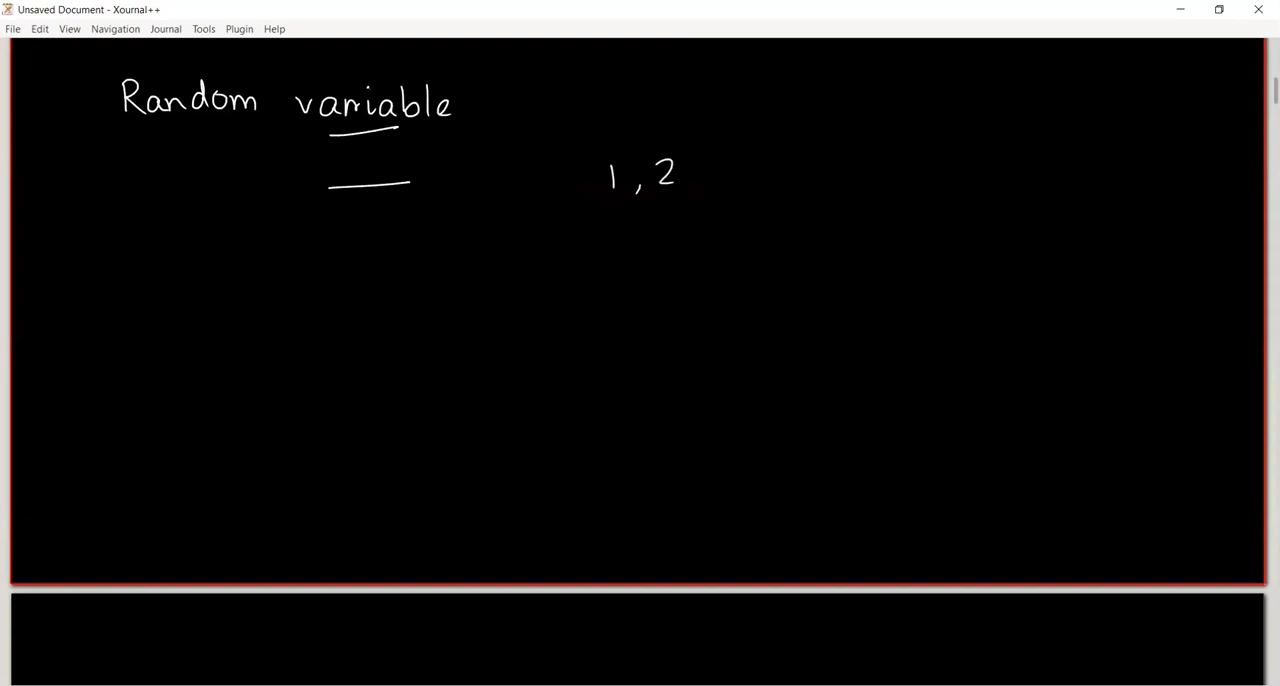 Unsaved Document - Xournal++
File Edit View Navigation Journal Tools Plugin Help
Random variable
1, 2